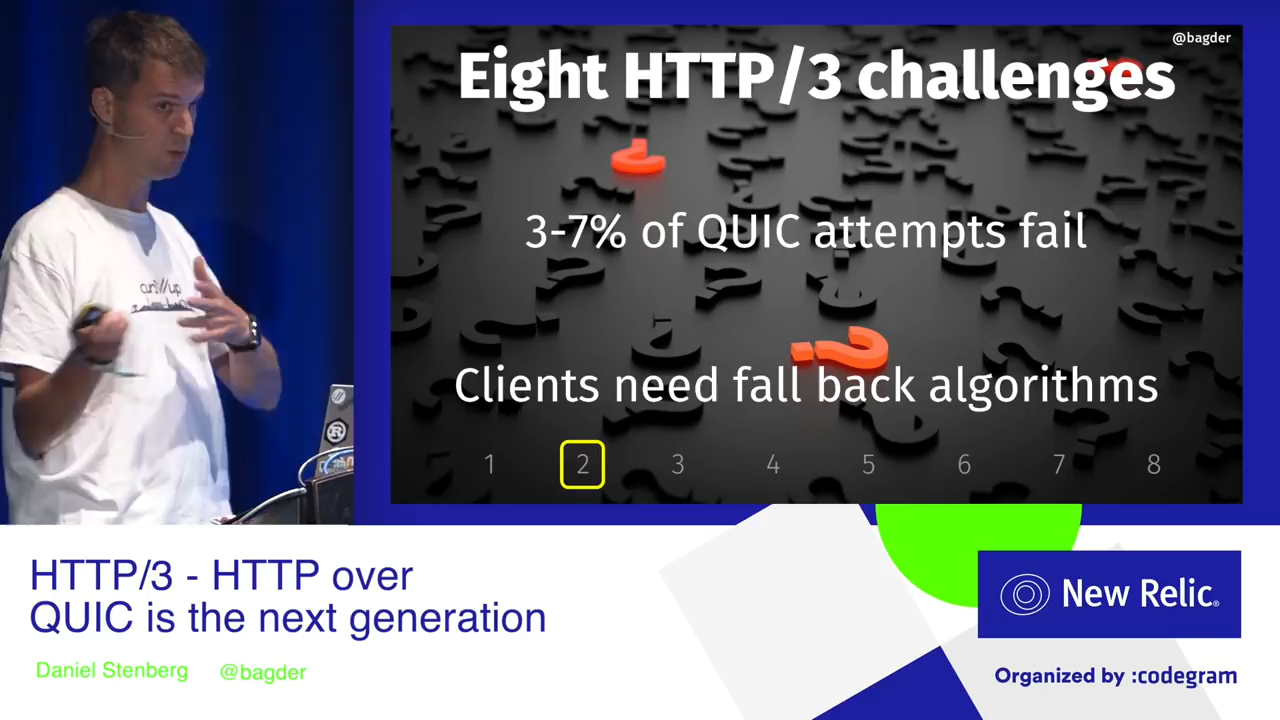 @bagder
Eight HTTP/3 challenges
3-7% of QUIC attempts fail
Clients need fall back algorithms
1 2 3 4 5 6 7 8
curl://up
HTTP/3 - HTTP over
QUIC is the next generation
Daniel Stenberg @bagder
New Relic®
Organized by :codegram